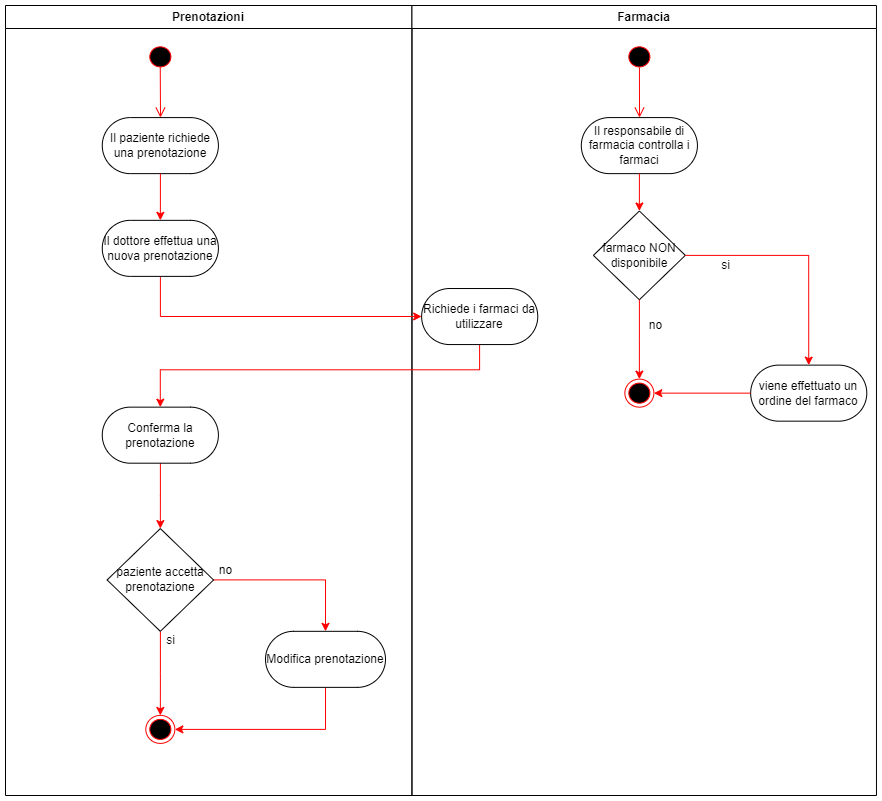 Prenotazioni
Farmacia
Il paziente richiede
una prenotazione
Il dottore effettua una
nuova prenotazione
Richiede i farmaci da
utilizzare
Conferma la
prenotazione
paziente accetta
prenotazione
no
si
Modifica prenotazione
Il responsabile di
farmacia controlla i
farmaci
farmaco NON
disponibile
si
no
viene effettuato un
ordine del farmaco